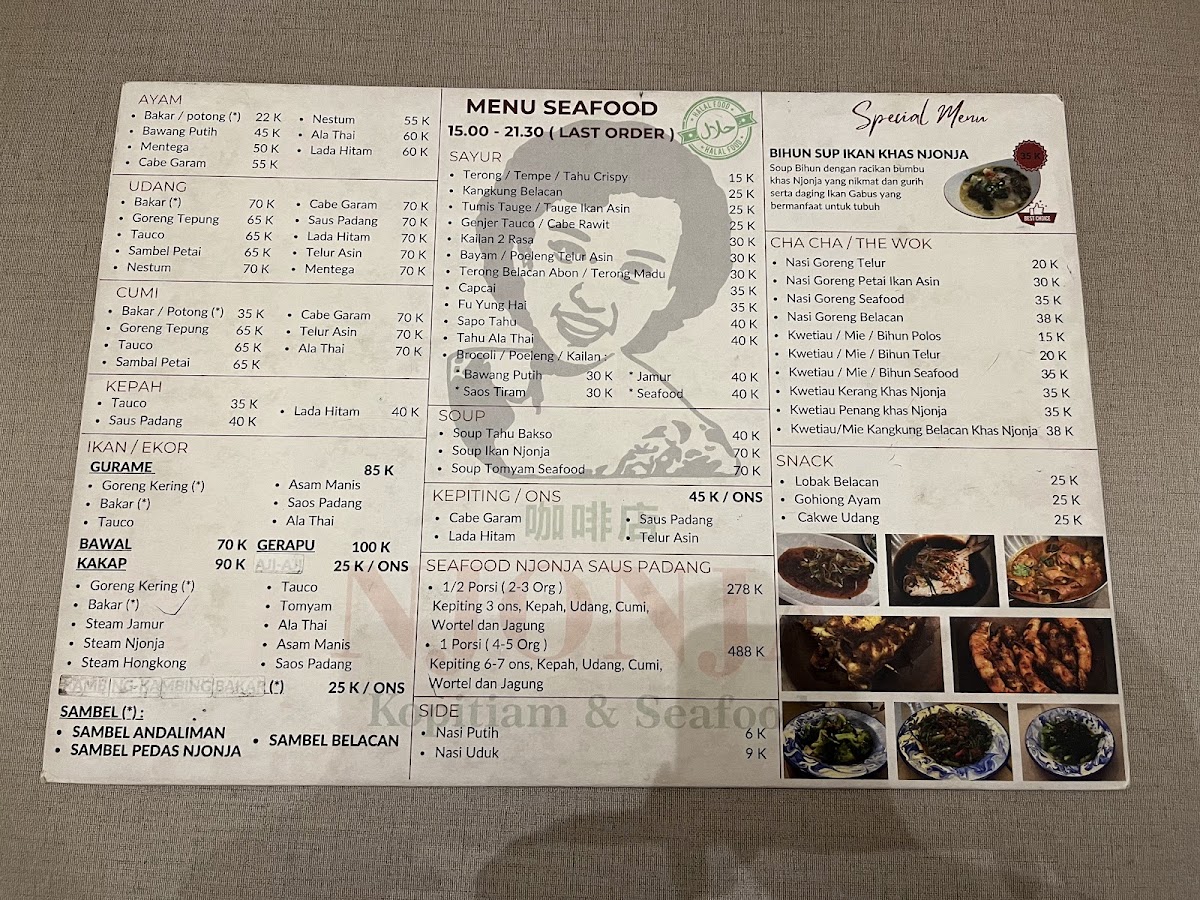 AYAM
• Bakar / potong (*) 22 K
• Bawang Putih 45 K
• Mentega 50 K
• Cabe Garam 55 K
• Nestum 55 K
• Ala Thai 60 K
• Lada Hitam 60 K
UDANG
• Bakar (*) 70 K
• Goreng Tepung 65 K
• Tauco 65 K
• Sambel Petai 65 K
• Nestum 70 K
• Cabe Garam 70 K
• Saus Padang 70 K
• Lada Hitam 70 K
• Telur Asin 70 K
• Mentega 70 K
CUMI
• Bakar / Potong (*) 35 K
• Goreng Tepung 65 K
• Tauco 65 K
• Sambal Petai 65 K
• Cabe Garam 70 K
• Telur Asin 70 K
• Ala Thai 70 K
KEPAH
• Tauco 35 K
• Saus Padang 40 K
• Lada Hitam 40 K
IKAN / EKOR
GURAME 85 K
• Goreng Kering (*)
• Bakar (*)
• Tauco
• Asam Manis
• Saos Padang
• Ala Thai
BAWAL 70 K GERAPU 100 K
KAKAP 90 K AJI-AJI 25 K / ONS
• Goreng Kering (*)
• Bakar (*)
• Steam Jamur
• Steam Njonja
• Steam Hongkong
• Tauco
• Tomyam
• Ala Thai
• Asam Manis
• Saos Padang
KAMBING-KAMBING BAKAR (*) 25 K / ONS
SAMBEL (*) :
• SAMBEL ANDALIMAN
• SAMBEL PEDAS NJONJA
• SAMBEL BELACAN
MENU SEAFOOD
15.00 - 21.30 ( LAST ORDER )
HALAL FOOD
حلال
HALAL FOOD
SAYUR
• Terong / Tempe / Tahu Crispy 15 K
• Kangkung Belacan 25 K
• Tumis Tauge / Tauge Ikan Asin 25 K
• Genjer Tauco / Cabe Rawit 25 K
• Kailan 2 Rasa 30 K
• Bayam / Poeleng Telur Asin 30 K
• Terong Belacan Abon / Terong Madu 30 K
• Capcai 35 K
• Fu Yung Hai 35 K
• Sapo Tahu 40 K
• Tahu Ala Thai 40 K
• Brocoli / Poeleng / Kailan :
* Bawang Putih 30 K * Jamur 40 K
* Saos Tiram 30 K * Seafood 40 K
SOUP
• Soup Tahu Bakso 40 K
• Soup Ikan Njonja 70 K
• Soup Tomyam Seafood 70 K
KEPITING / ONS 45 K / ONS
• Cabe Garam
• Lada Hitam
• Saus Padang
• Telur Asin
咖啡店
SEAFOOD NJONJA SAUS PADANG
• 1/2 Porsi ( 2-3 Org ) 278 K
Kepiting 3 ons, Kepah, Udang, Cumi,
Wortel dan Jagung
• 1 Porsi ( 4-5 Org ) 488 K
Kepiting 6-7 ons, Kepah, Udang, Cumi,
Wortel dan Jagung
NJONJA
Kopitiam & Seafood
SIDE
• Nasi Putih 6 K
• Nasi Uduk 9 K
Special Menu
BIHUN SUP IKAN KHAS NJONJA
Soup Bihun dengan racikan bumbu
khas Njonja yang nikmat dan gurih
serta daging Ikan Gabus yang
bermanfaat untuk tubuh
35 K
BEST CHOICE
CHA CHA / THE WOK
• Nasi Goreng Telur 20 K
• Nasi Goreng Petai Ikan Asin 30 K
• Nasi Goreng Seafood 35 K
• Nasi Goreng Belacan 38 K
• Kwetiau / Mie / Bihun Polos 15 K
• Kwetiau / Mie / Bihun Telur 20 K
• Kwetiau / Mie / Bihun Seafood 35 K
• Kwetiau Kerang Khas Njonja 35 K
• Kwetiau Penang khas Njonja 35 K
• Kwetiau/Mie Kangkung Belacan Khas Njonja 38 K
SNACK
• Lobak Belacan 25 K
• Gohiong Ayam 25 K
• Cakwe Udang 25 K